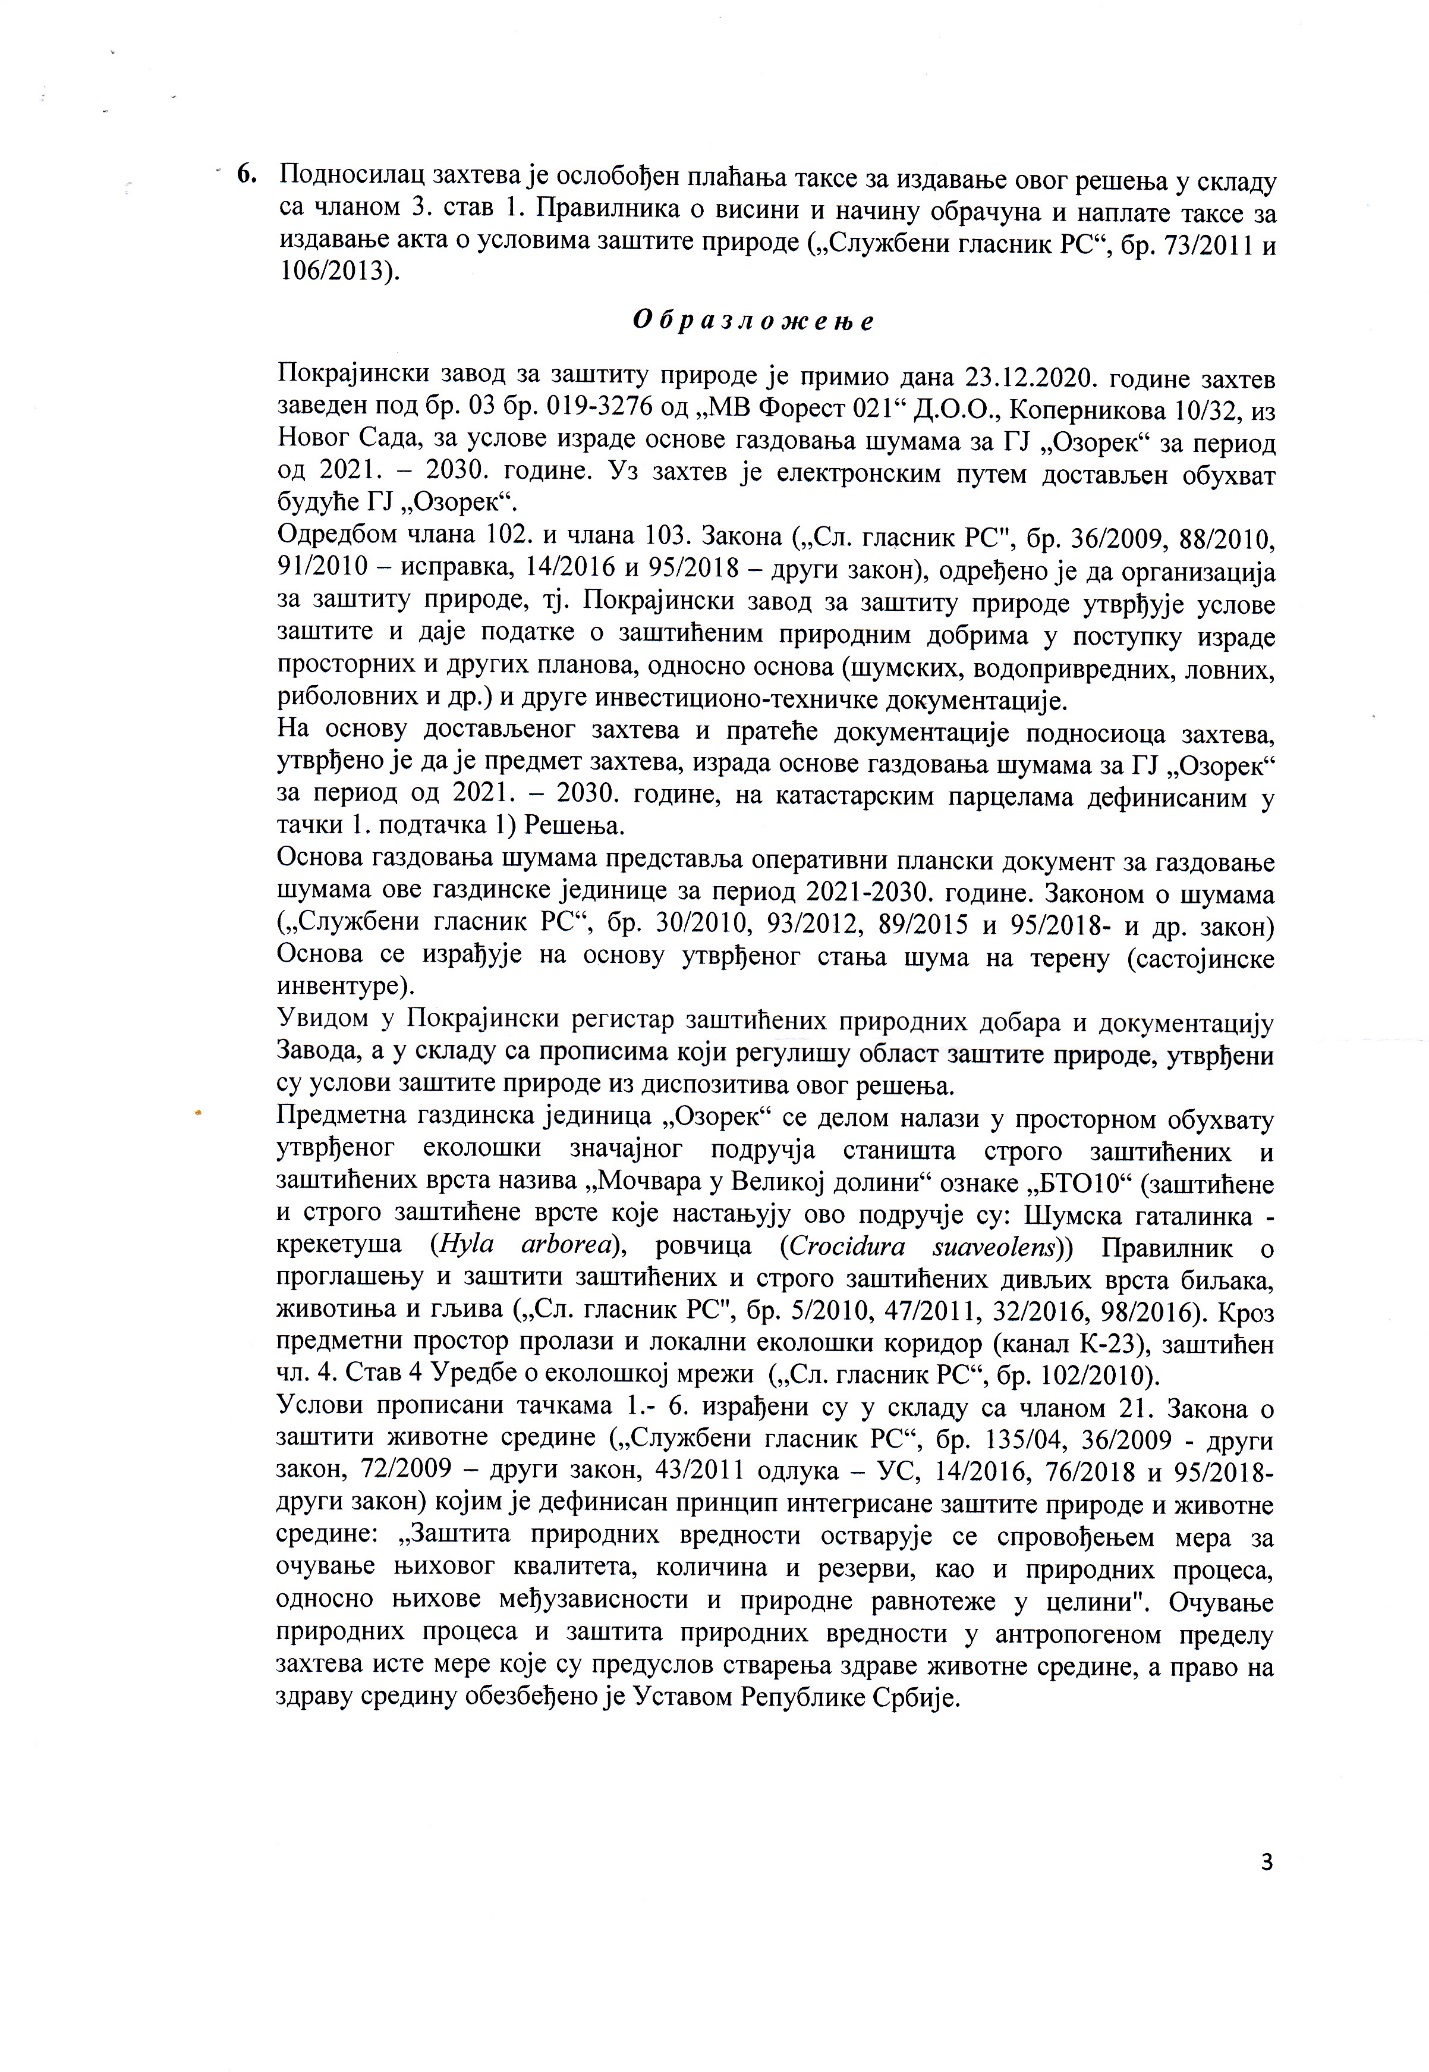 6. Подносилац захтева је ослобођен плаћања таксе за издавање овог решења у складу
са чланом 3. став 1. Правилника о висини и начину обрачуна и наплате таксе за
издавање акта о условима заштите природе („Службени гласник РС“, бр. 73/2011 и
106/2013).
О б р а з л о ж е њ е
Покрајински завод за заштиту природе је примио дана 23.12.2020. године захтев
заведен под бр. 03 бр. 019-3276 од „МВ Форест 021“ Д.О.О., Коперникова 10/32, из
Новог Сада, за услове израде основе газдовања шумама за ГЈ „Озорек“ за период
од 2021. – 2030. године. Уз захтев је електронским путем достављен обухват
будуће ГЈ „Озорек“.
Одредбом члана 102. и члана 103. Закона („Сл. гласник РС", бр. 36/2009, 88/2010,
91/2010 – исправка, 14/2016 и 95/2018 – други закон), одређено је да организација
за заштиту природе, тј. Покрајински завод за заштиту природе утврђује услове
заштите и даје податке о заштићеним природним добрима у поступку израде
просторних и других планова, односно основа (шумских, водопривредних, ловних,
риболовних и др.) и друге инвестиционо-техничке документације.
На основу достављеног захтева и пратеће документације подносиоца захтева,
утврђено је да је предмет захтева, израда основе газдовања шумама за ГЈ „Озорек“
за период од 2021. – 2030. године, на катастарским парцелама дефинисаним у
тачки 1. подтачка 1) Решења.
Основа газдовања шумама представља оперативни плански документ за газдовање
шумама ове газдинске јединице за период 2021-2030. године. Законом о шумама
(„Службени гласник РС“, бр. 30/2010, 93/2012, 89/2015 и 95/2018- и др. закон)
Основа се израђује на основу утврђеног стања шума на терену (састојинске
инвентуре).
Увидом у Покрајински регистар заштићених природних добара и документацију
Завода, а у складу са прописима који регулишу област заштите природе, утврђени
су услови заштите природе из диспозитива овог решења.
Предметна газдинска јединица „Озорек“ се делом налази у просторном обухвату
утврђеног еколошки значајног подручја станишта строго заштићених и
заштићених врста назива „Мочвара у Великој долини“ ознаке „БТО10“ (заштићене
и строго заштићене врсте које настањују ово подручје су: Шумска гаталинка -
крекетуша (Hyla arborea), ровчица (Crocidura suaveolens)) Правилник о
проглашењу и заштити заштићених и строго заштићених дивљих врста биљака,
животиња и гљива („Сл. гласник РС", бр. 5/2010, 47/2011, 32/2016, 98/2016). Кроз
предметни простор пролази и локални еколошки коридор (канал К-23), заштићен
чл. 4. Став 4 Уредбе о еколошкој мрежи („Сл. гласник РС“, бр. 102/2010).
Услови прописани тачкама 1.- 6. израђени су у складу са чланом 21. Закона о
заштити животне средине („Службени гласник РС“, бр. 135/04, 36/2009 - други
закон, 72/2009 – други закон, 43/2011 одлука – УС, 14/2016, 76/2018 и 95/2018-
други закон) којим је дефинисан принцип интегрисане заштите природе и животне
средине: „Заштита природних вредности остварује се спровођењем мера за
очување њиховог квалитета, количина и резерви, као и природних процеса,
односно њихове међузависности и природне равнотеже у целини". Очување
природних процеса и заштита природних вредности у антропогеном пределу
захтева исте мере које су предуслов стварења здраве животне средине, а право на
здраву средину обезбеђено је Уставом Републике Србије.
3